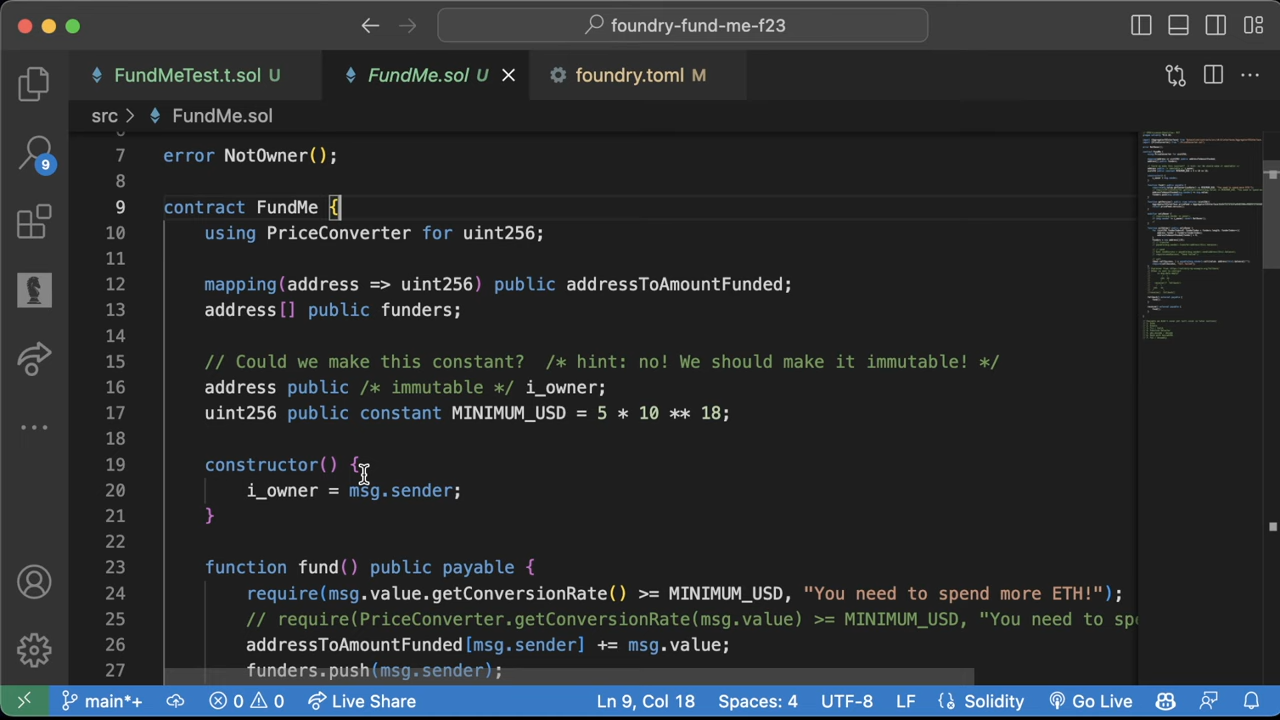 foundry-fund-me-f23
FundMeTest.t.sol U
FundMe.sol U
foundry.toml M
src > FundMe.sol
9
7 error NotOwner();
8
9 contract FundMe {
10 using PriceConverter for uint256;
11
12 mapping(address => uint256) public addressToAmountFunded;
13 address[] public funders;
14
15 // Could we make this constant?  /* hint: no! We should make it immutable! */
16 address public /* immutable */ i_owner;
17 uint256 public constant MINIMUM_USD = 5 * 10 ** 18;
18
19 constructor() {
20 i_owner = msg.sender;
21 }
22
23 function fund() public payable {
24 require(msg.value.getConversionRate() >= MINIMUM_USD, "You need to spend more ETH!");
25 // require(PriceConverter.getConversionRate(msg.value) >= MINIMUM_USD, "You need to
26 addressToAmountFunded[msg.sender] += msg.value;
27 funders.push(msg.sender);
main*+
0 0
Live Share
Ln 9, Col 18
Spaces: 4
UTF-8
LF
{} Solidity
Go Live